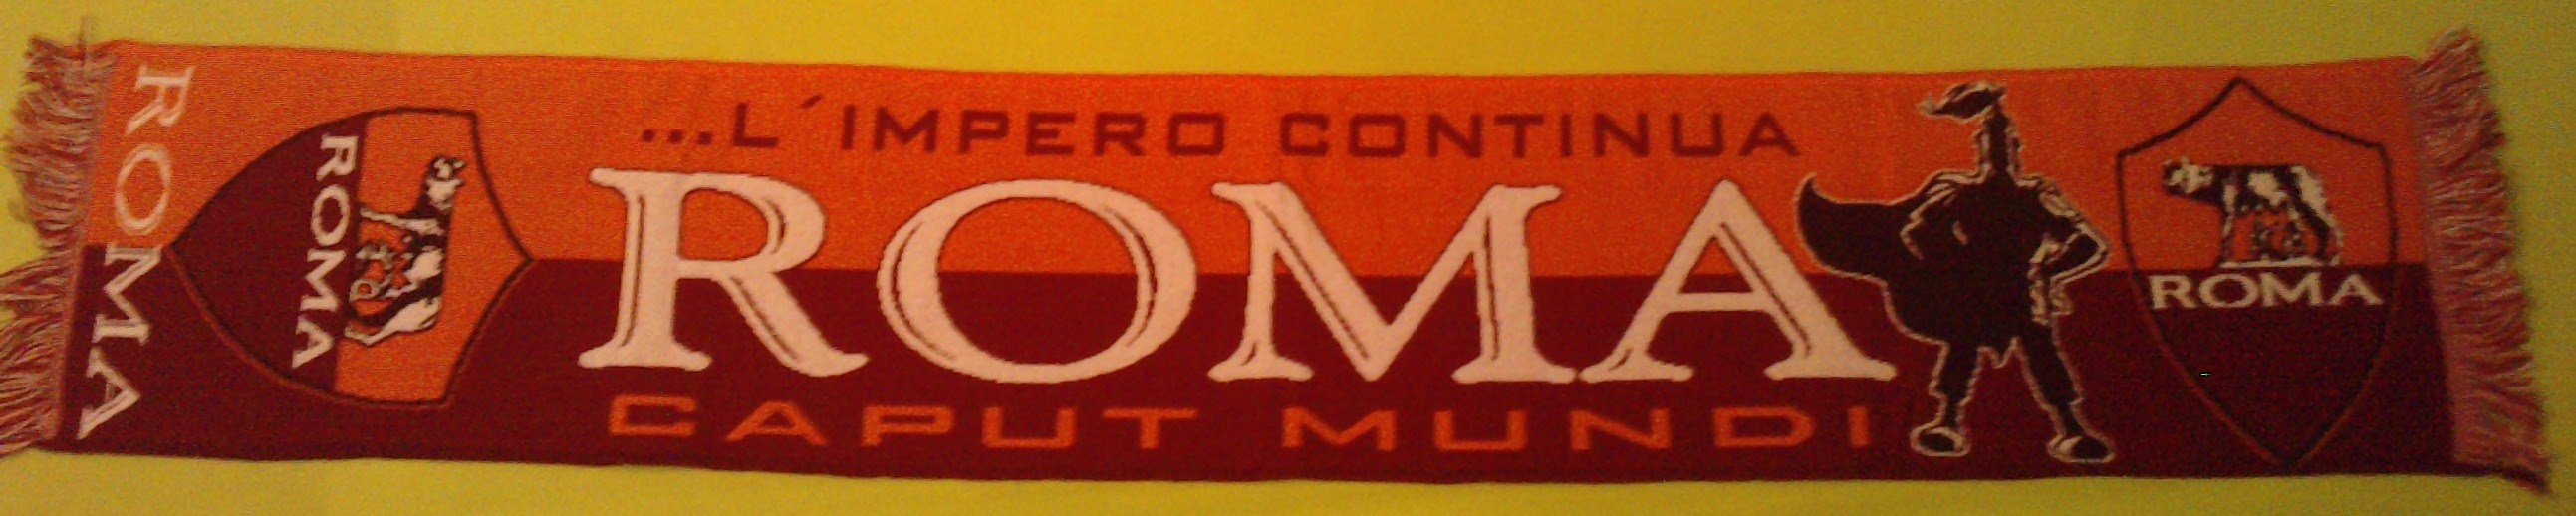 ROMA
ROMA
...L´IMPERO CONTINUA
ROMA
CAPUT MUNDI
ROMA